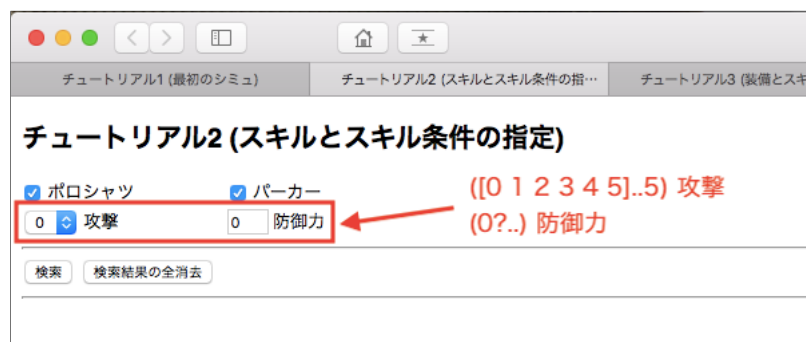 チュートリアル1 (最初のシミュ)
チュートリアル2 (スキルとスキル条件の指…
チュートリアル3 (装備とスキ
チュートリアル2 (スキルとスキル条件の指定)
ポロシャツ パーカー
([0 1 2 3 4 5]..5) 攻撃
0 攻撃 0 防御力
(0?..) 防御力
検索 検索結果の全消去